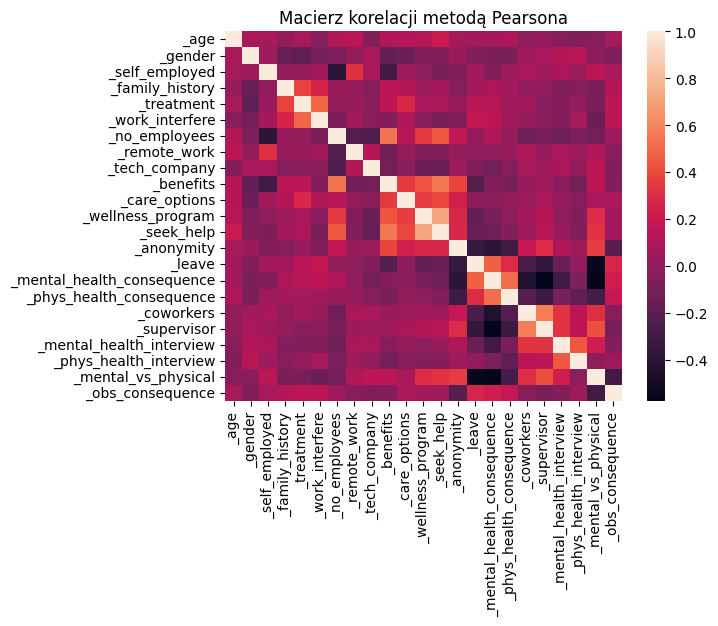 Macierz korelacji metodą Pearsona
_age
_gender
_self_employed
_family_history
_treatment
_work_interfere
_no_employees
_remote_work
_tech_company
_benefits
_care_options
_wellness_program
_seek_help
_anonymity
_leave
_mental_health_consequence
_phys_health_consequence
_coworkers
_supervisor
_mental_health_interview
_phys_health_interview
_mental_vs_physical
_obs_consequence
_age
_gender
_self_employed
_family_history
_treatment
_work_interfere
_no_employees
_remote_work
_tech_company
_benefits
_care_options
_wellness_program
_seek_help
_anonymity
_leave
_mental_health_consequence
_phys_health_consequence
_coworkers
_supervisor
_mental_health_interview
_phys_health_interview
_mental_vs_physical
_obs_consequence
1.0
0.8
0.6
0.4
0.2
0.0
−0.2
−0.4